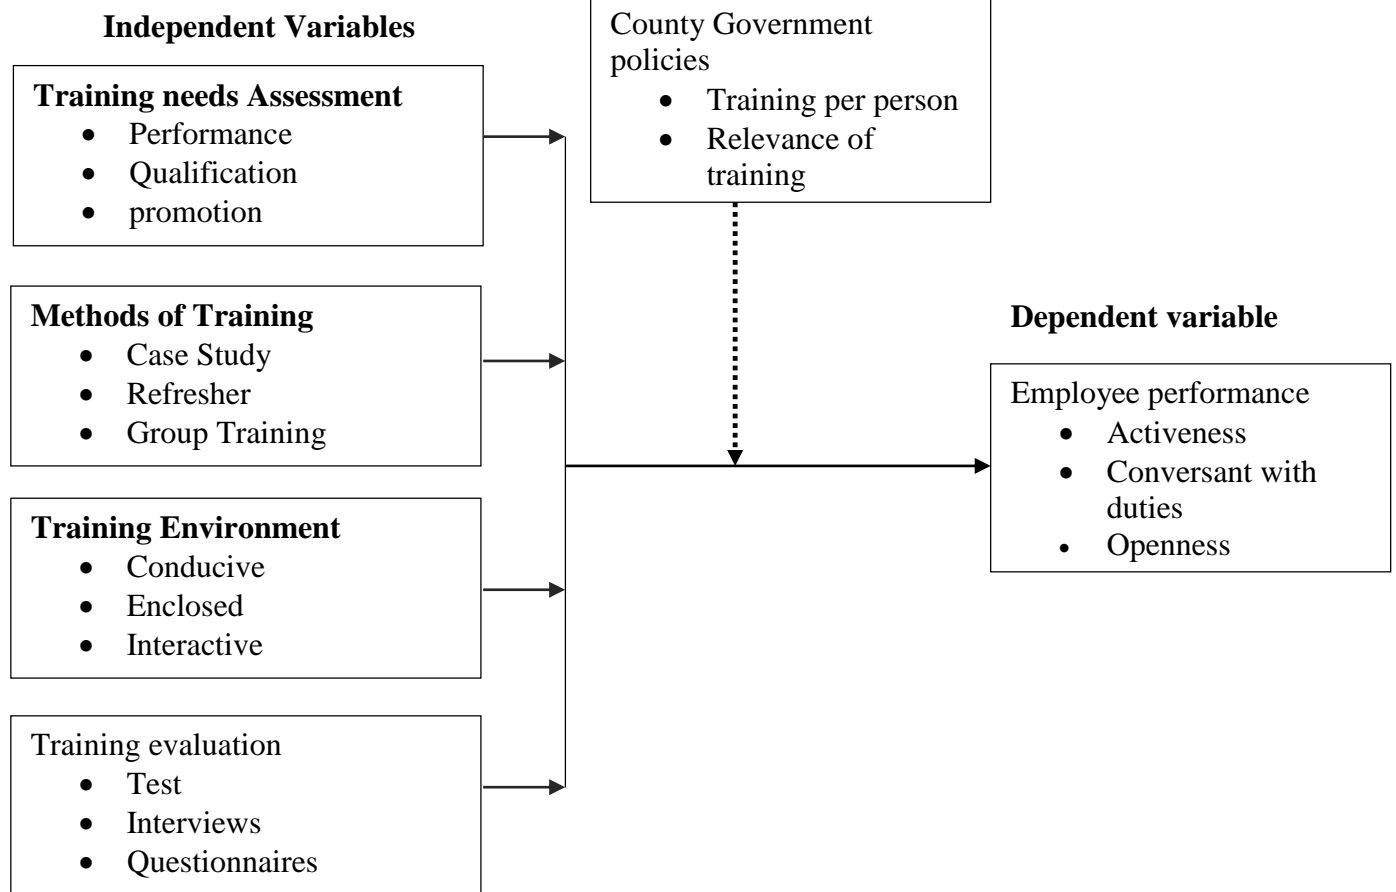 Independent Variables
Training needs Assessment
• Performance
• Qualification
• promotion
Methods of Training
• Case Study
• Refresher
• Group Training
Training Environment
• Conducive
• Enclosed
• Interactive
Training evaluation
• Test
• Interviews
• Questionnaires
County Government
policies
• Training per person
• Relevance of
training
Dependent variable
Employee performance
• Activeness
• Conversant with
duties
• Openness